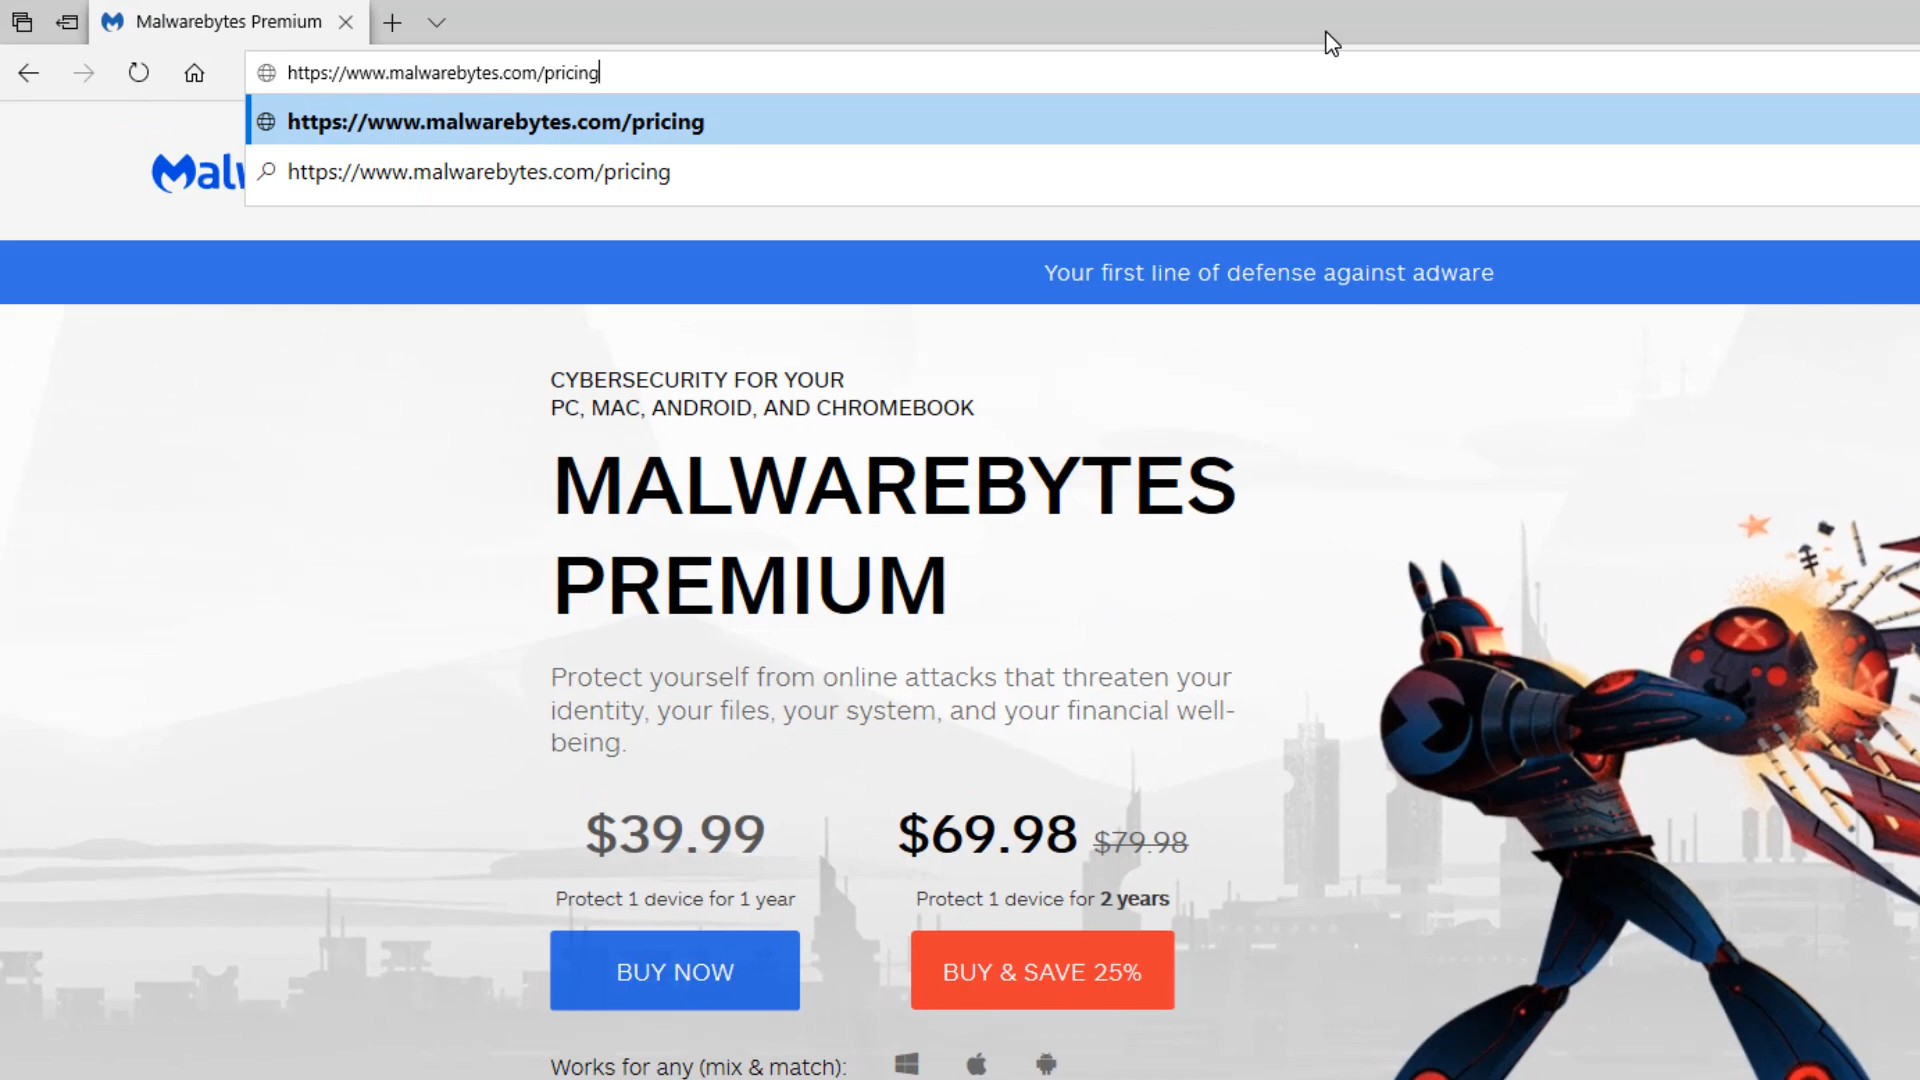 Malwarebytes Premium
https://www.malwarebytes.com/pricing
https://www.malwarebytes.com/pricing
https://www.malwarebytes.com/pricing
Your first line of defense against adware
CYBERSECURITY FOR YOUR
PC, MAC, ANDROID, AND CHROMEBOOK
MALWAREBYTES
PREMIUM
Protect yourself from online attacks that threaten your
identity, your files, your system, and your financial well-
being.
$39.99
$69.98 $79.98
Protect 1 device for 1 year
Protect 1 device for 2 years
BUY NOW
BUY & SAVE 25%
Works for any (mix & match):